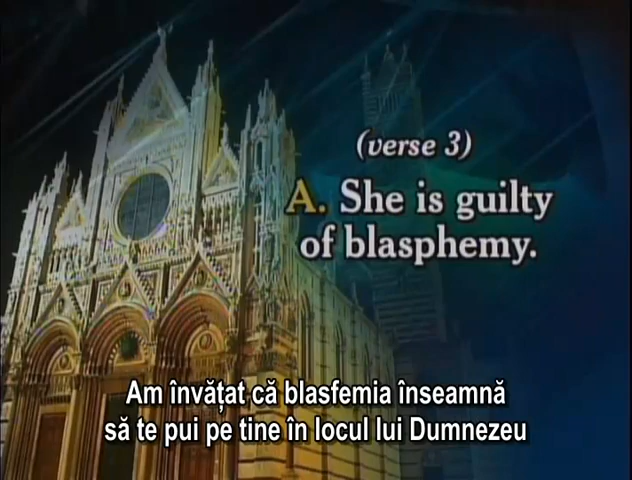 (verse 3)
A. She is guilty
of blasphemy.
Am învățat că blasfemia înseamnă
să te pui pe tine în locul lui Dumnezeu